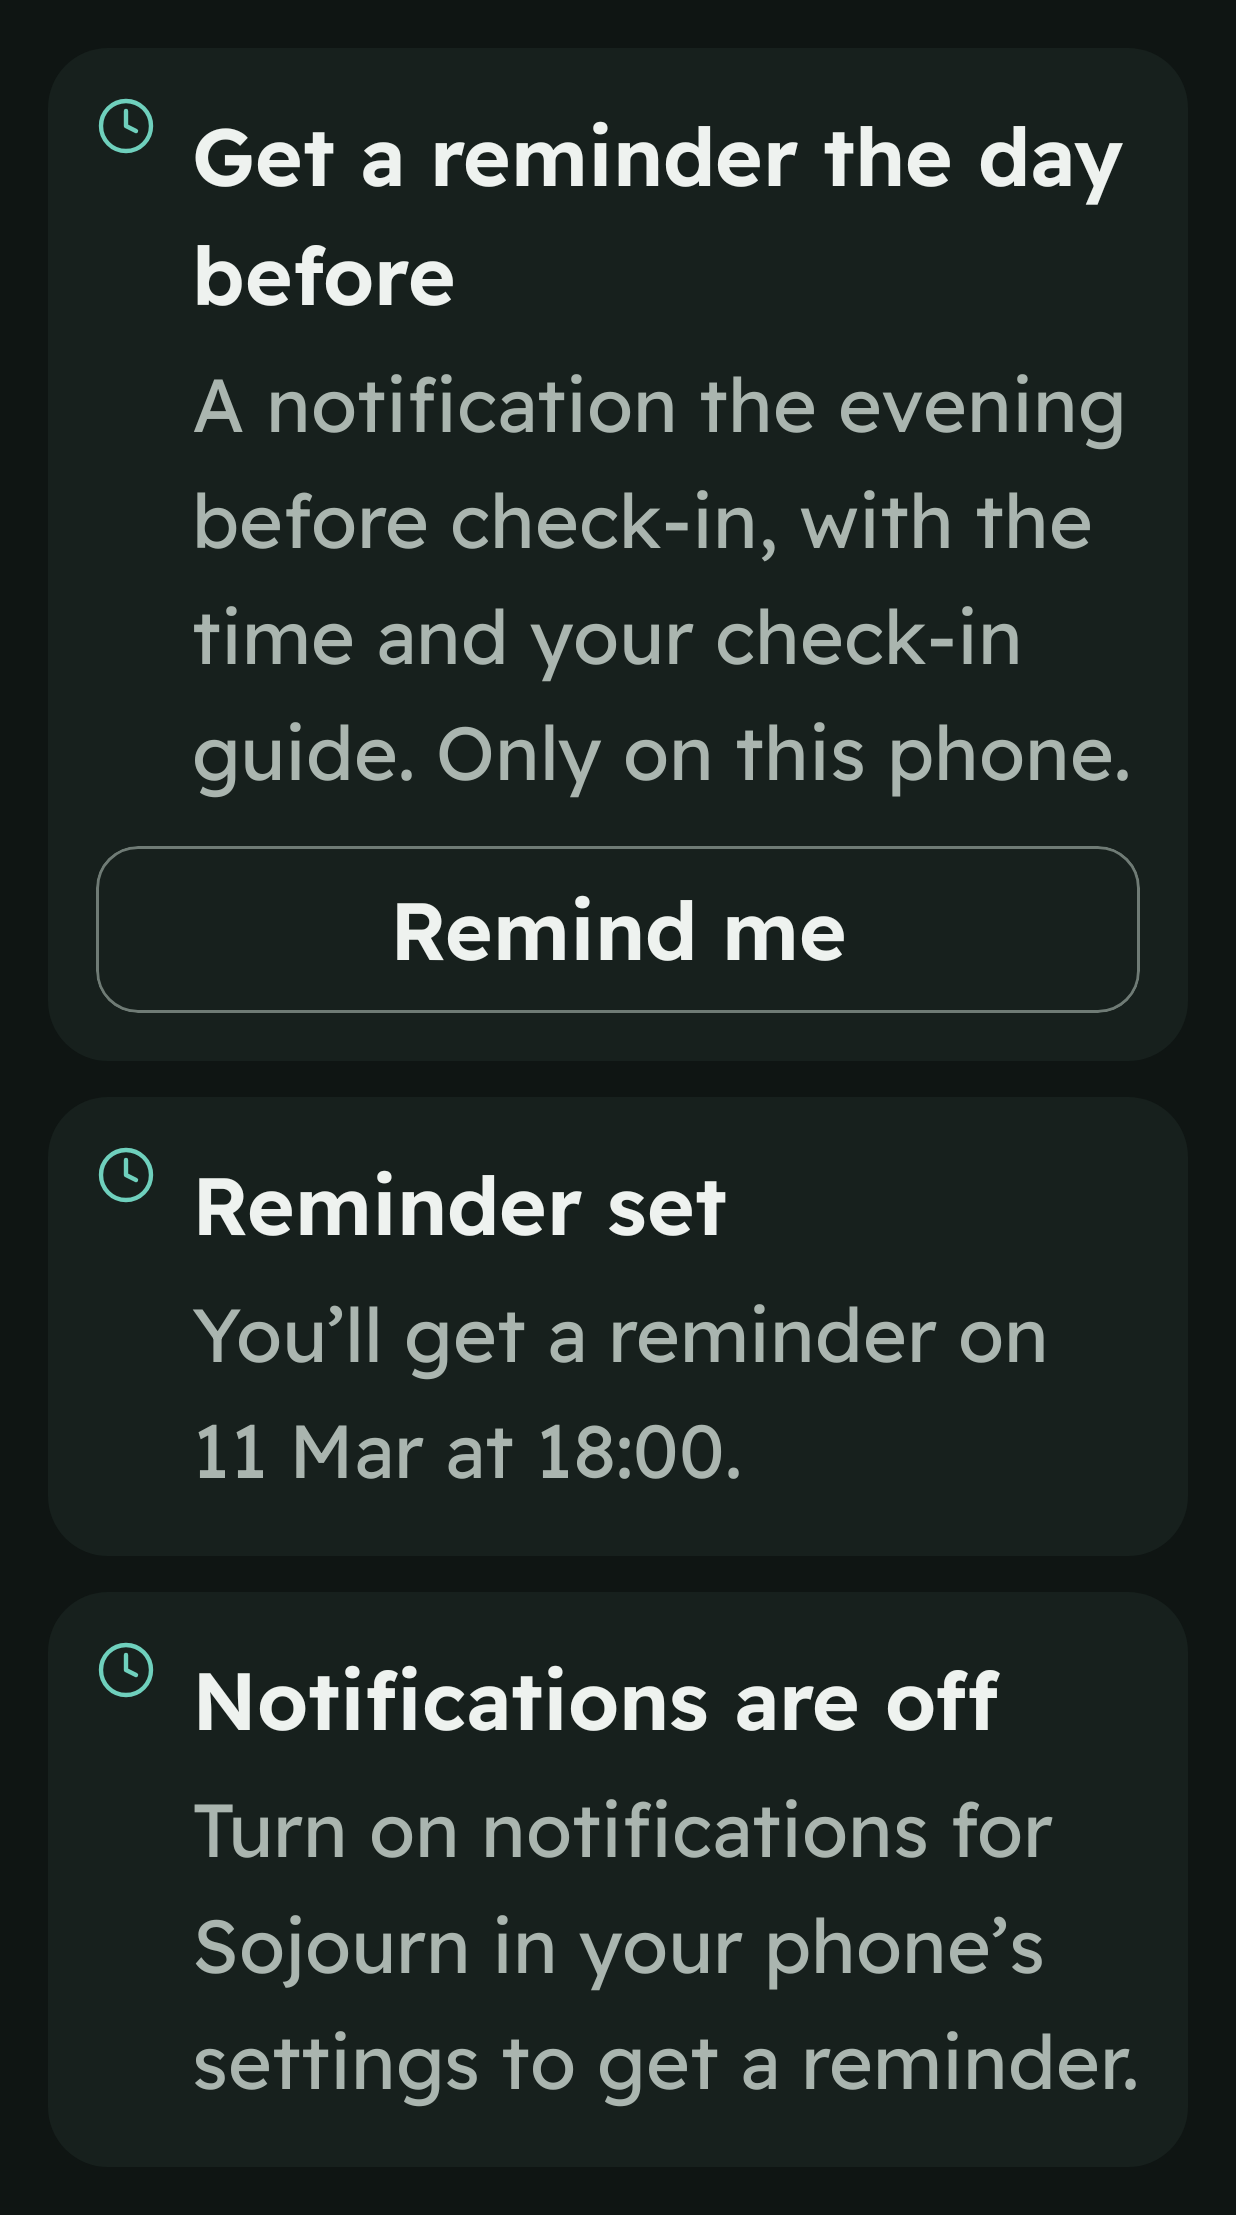 Get a reminder the day
before
A notification the evening
before check-in, with the
time and your check-in
guide. Only on this phone.
Remind me
Reminder set
You’ll get a reminder on
11 Mar at 18:00.
Notifications are off
Turn on notifications for
Sojourn in your phone’s
settings to get a reminder.